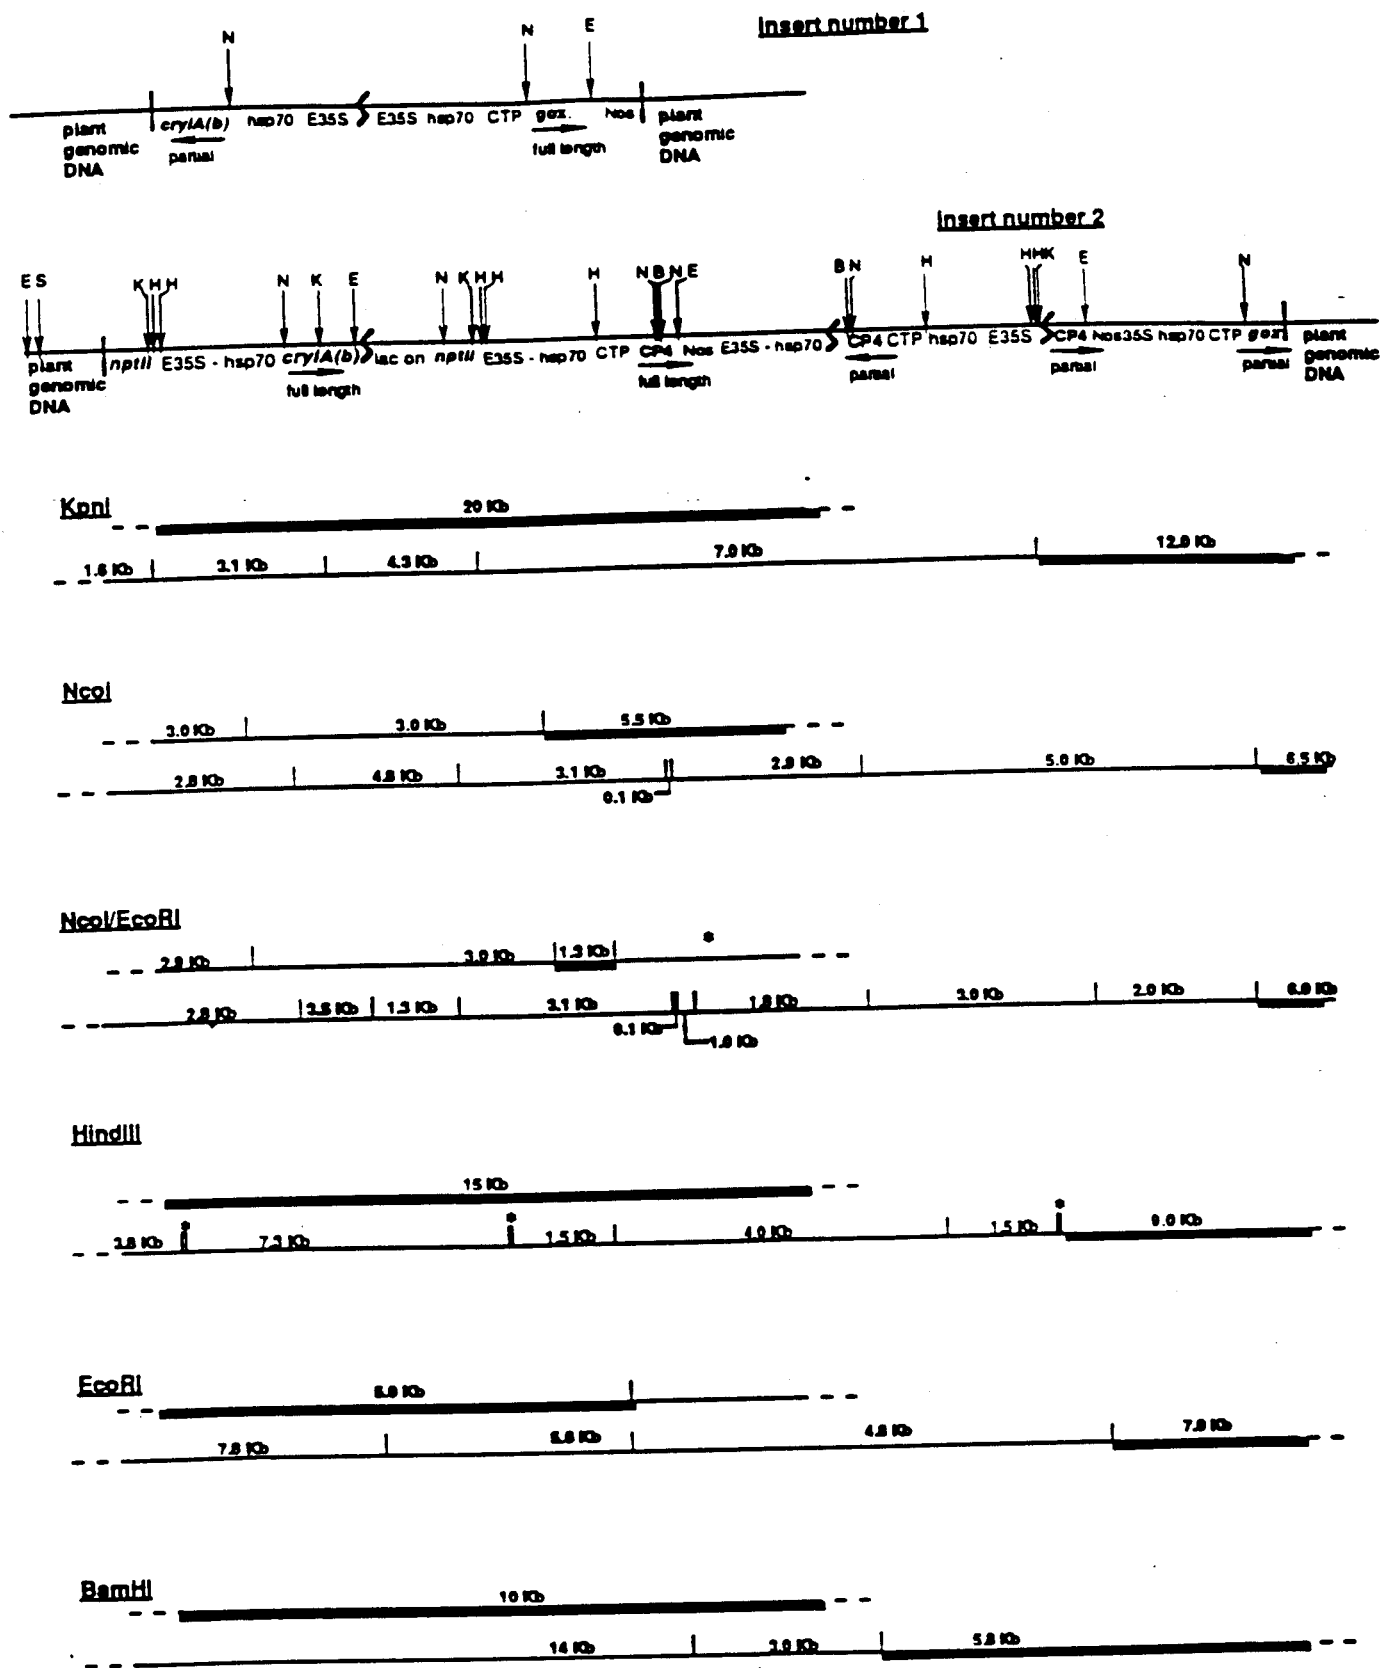 Insert number 1
N N E
crylA(b) hsp70 E35S E35S hsp70 CTP gox. Nos
plant genomic DNA
partial
full length
plant genomic DNA
Insert number 2
E S K H H N K E N K H H H N B N E B N H H H K E N
nptII E35S - hsp70 crylA(b) lac ori nptII E35S - hsp70 CTP CP4 Nos E35S - hsp70 CP4 CTP hsp70 E35S CP4 Nos35S hsp70 CTP gox
plant genomic DNA
full length
full length
partial
partial
partial
plant genomic DNA
KpnI
20 Kb
1.6 Kb 3.1 Kb 4.3 Kb 7.0 Kb 12.0 Kb
NcoI
3.0 Kb 3.0 Kb 5.5 Kb
2.8 Kb 4.8 Kb 3.1 Kb 2.9 Kb 5.0 Kb 6.5 Kb
0.1 Kb
NcoI/EcoRI
2.9 Kb 3.0 Kb 1.3 Kb *
2.8 Kb 3.5 Kb 1.3 Kb 3.1 Kb 1.8 Kb 3.0 Kb 2.0 Kb 6.0 Kb
0.1 Kb 1.0 Kb
HindIII
15 Kb
3.8 Kb * 7.3 Kb * 1.5 Kb 4.0 Kb 1.5 Kb * 9.0 Kb
EcoRI
Kb
7.8 Kb Kb 4.8 Kb 7.0 Kb
BamHI
10 Kb
14 Kb 3.0 Kb 5.8 Kb